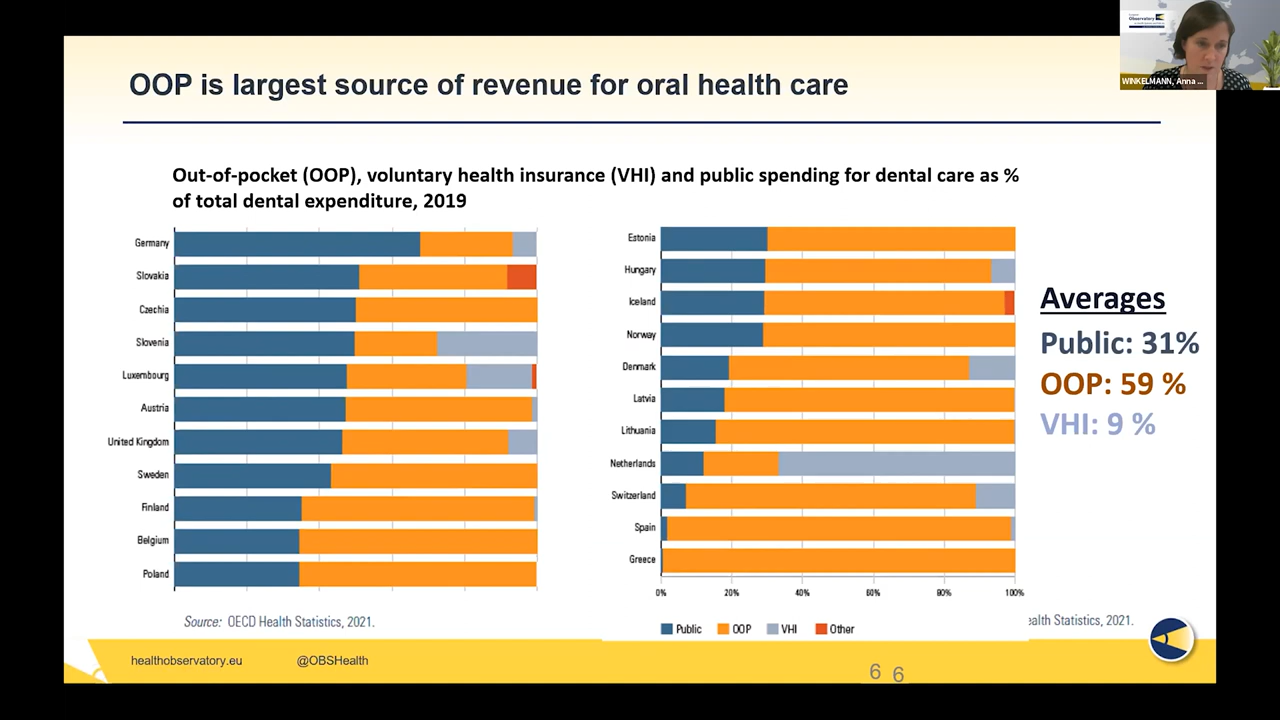 OOP is largest source of revenue for oral health care
Observatory
WINKELMANN, Anna ...
Out-of-pocket (OOP), voluntary health insurance (VHI) and public spending for dental care as %
of total dental expenditure, 2019
Germany
Slovakia
Czechia
Slovenia
Luxembourg
Austria
United Kingdom
Sweden
Finland
Belgium
Poland
Estonia
Hungary
Iceland
Norway
Denmark
Latvia
Lithuania
Netherlands
Switzerland
Spain
Greece
0% 20% 40% 60% 80% 100%
Public OOP VHI Other
Averages
Public: 31%
OOP: 59 %
VHI: 9 %
Source: OECD Health Statistics, 2021.
ealth Statistics, 2021.
healthobservatory.eu @OBSHealth
6 6